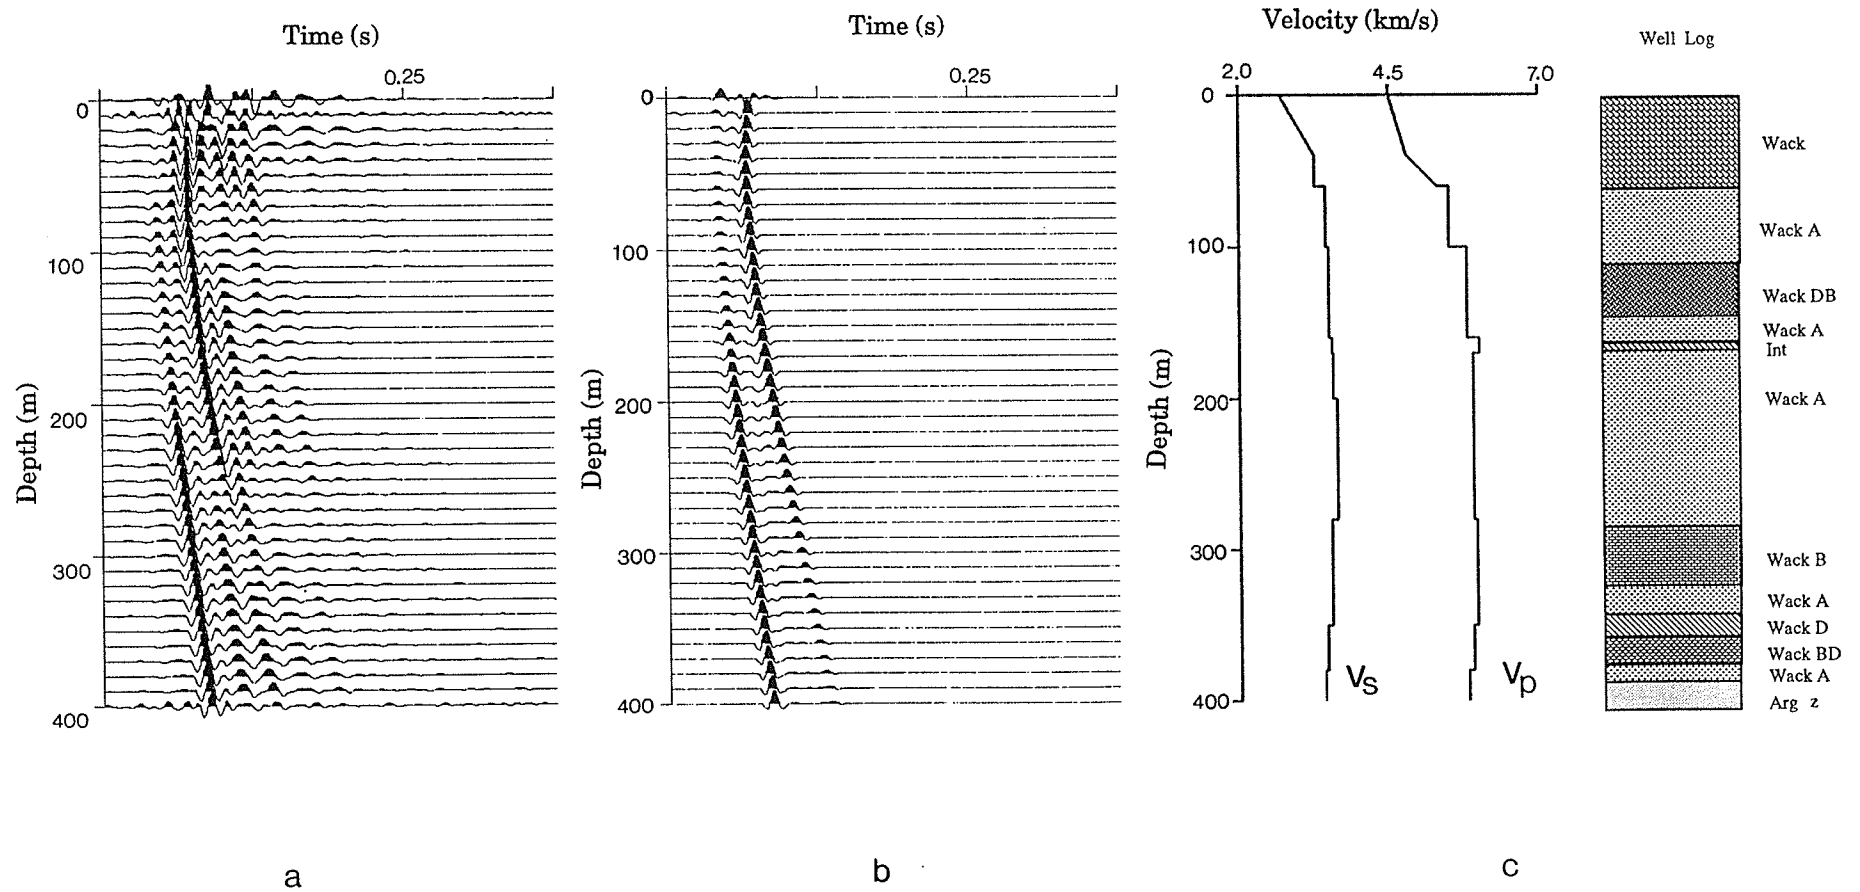 Time (s)
0.25
0
100
200
300
400
Depth (m)
a
Time (s)
0.25
0
100
200
300
400
Depth (m)
b
Velocity (km/s)
2.0 4.5 7.0
0
100
200
300
400
Depth (m)
Vs
Vp
c
Well Log
Wack
Wack A
Wack DB
Wack A
Int
Wack A
Wack B
Wack A
Wack D
Wack BD
Wack A
Arg z